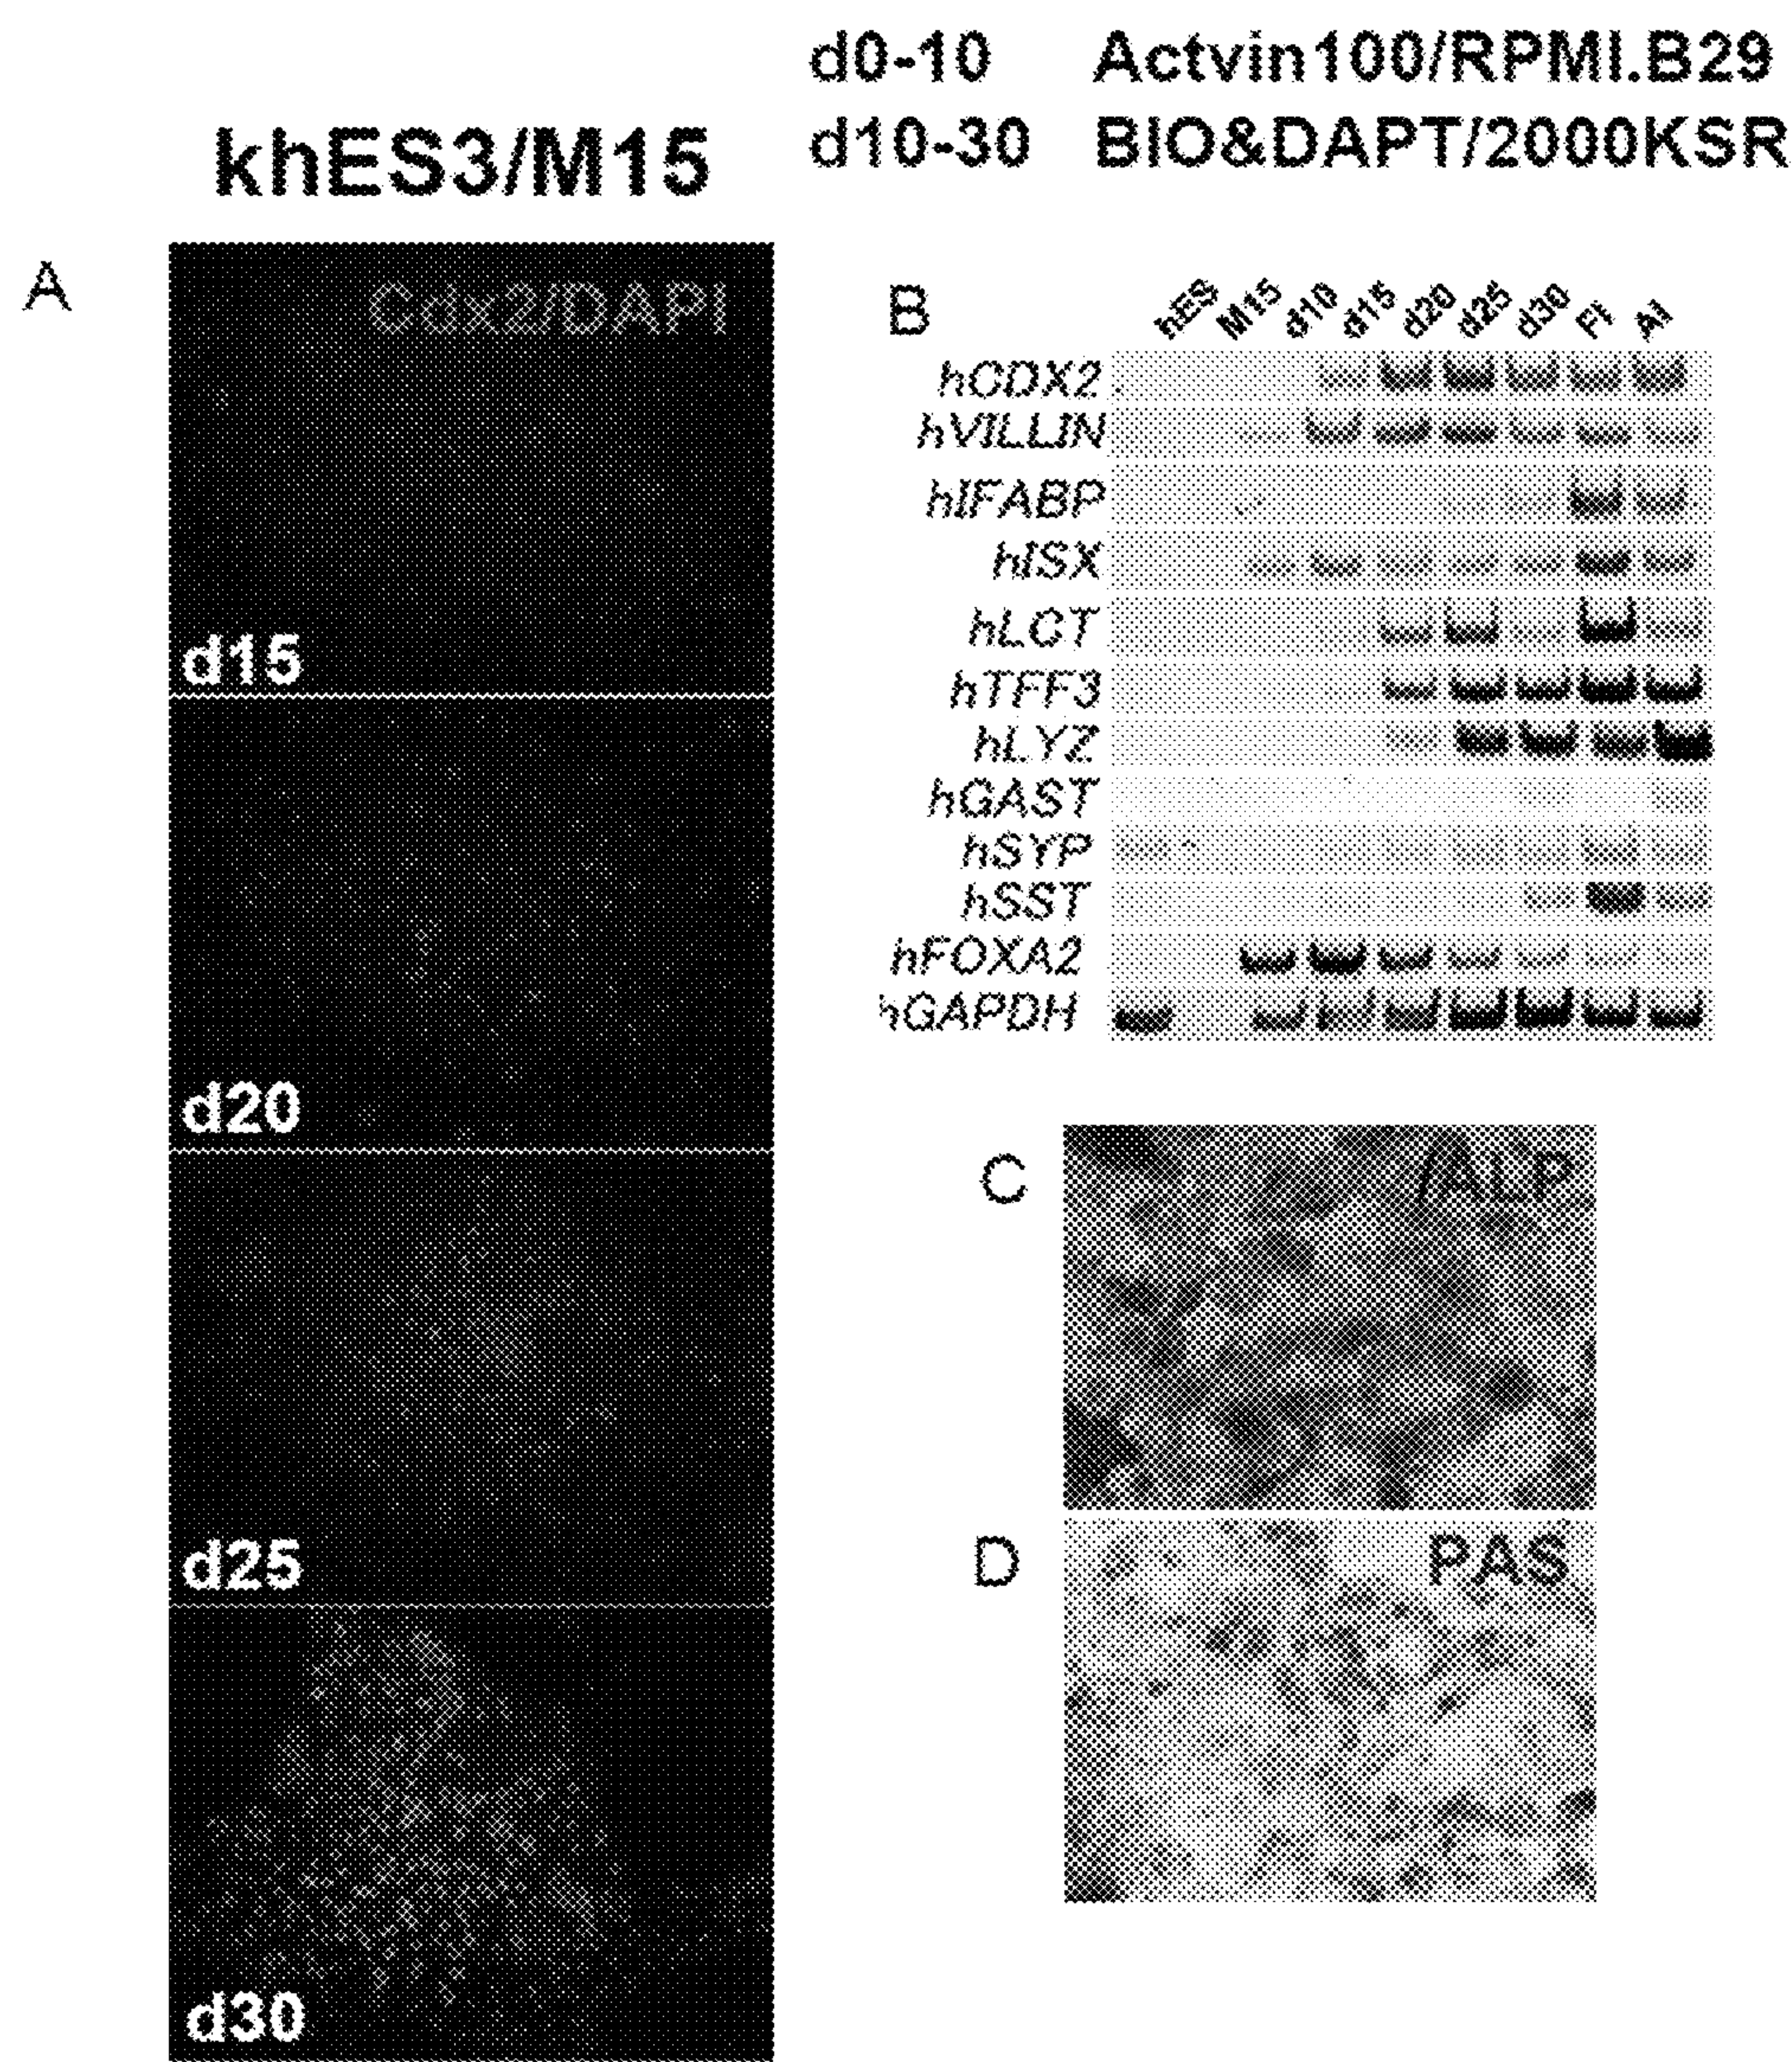 d0-10 Actvin100/RPMI.B29
khES3/M15 d10-30 BIO&DAPT/2000KSR
A
Cdx2/DAPI
d15
d20
d25
d30
B
hES M15 d10 d15 d20 d25 d30 FI AI
hCDX2
hVILLIN
hIFABP
hISX
hLCT
hTFF3
hLYZ
hGAST
hSYP
hSST
hFOXA2
hGAPDH
C
/ALP
D
PAS